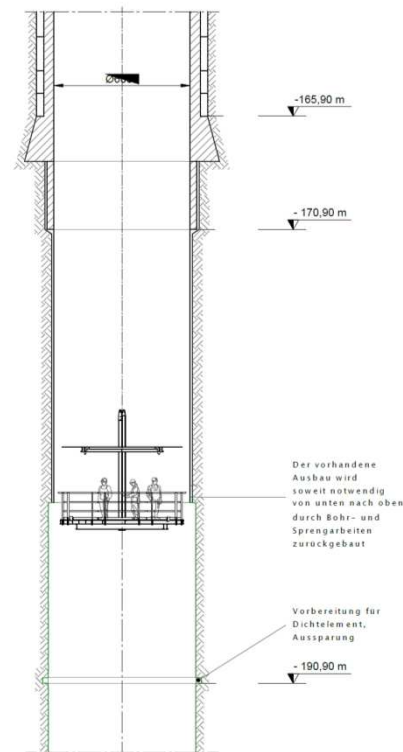 -165,90 m
- 170,90 m
Der vorhandene
Ausbau wird
soweit notwendig
von unten nach oben
durch Bohr- und
Sprengarbeiten
zurückgebaut
Vorbereitung für
Dichtelement,
Aussparung
- 190,90 m